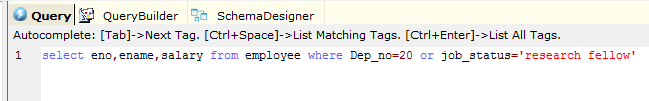 Query QueryBuilder SchemaDesigner
Autocomplete: [Tab]->Next Tag. [Ctrl+Space]->List Matching Tags. [Ctrl+Enter]->List All Tags.
1 select eno,ename,salary from employee where Dep_no=20 or job_status='research fellow'